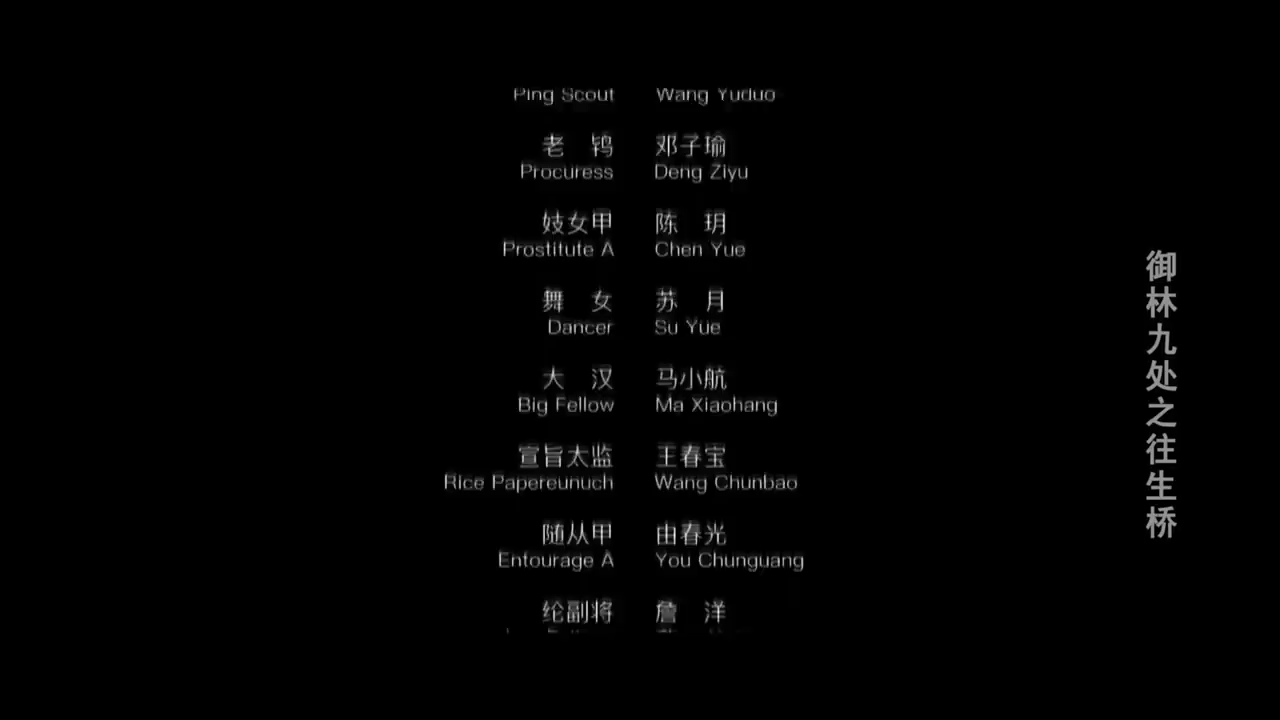 Ping Scout Wang Yuduo
老 鸨 邓子瑜
Procuress Deng Ziyu
妓女甲 陈 玥
Prostitute A Chen Yue
舞 女 苏 月
Dancer Su Yue
大 汉 马小航
Big Fellow Ma Xiaohang
宣旨太监 王春宝
Rice Papereunuch Wang Chunbao
随从甲 由春光
Entourage A You Chunguang
纶副将 詹 洋
御林九处之往生桥